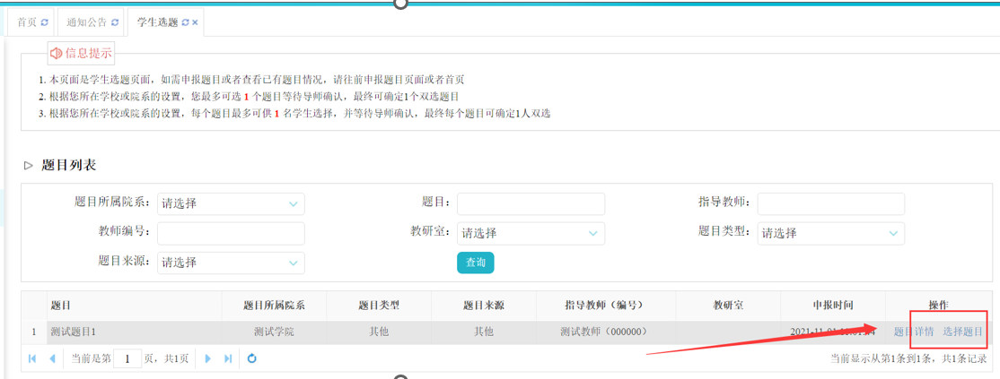 首页 通知公告 学生选题
信息提示
1. 本页面是学生选题页面，如需申报题目或者查看已有题目情况，请往前申报题目页面或者首页
2. 根据您所在学校或院系的设置，您最多可选 1 个题目等待导师确认，最终可确定1个双选题目
3. 根据您所在学校或院系的设置，每个题目最多可供 1 名学生选择，并等待导师确认，最终每个题目可确定1人双选
题目列表
题目所属院系： 请选择 题目： 指导教师：
教师编号： 教研室： 请选择 题目类型： 请选择
题目来源： 请选择 查询
题目 题目所属院系 题目类型 题目来源 指导教师（编号） 教研室 申报时间 操作
1 测试题目1 测试学院 其他 其他 测试教师（000000） 2021-11-01 题目详情 选择题目
当前是第 1 页，共1页 当前显示从第1条到1条，共1条记录